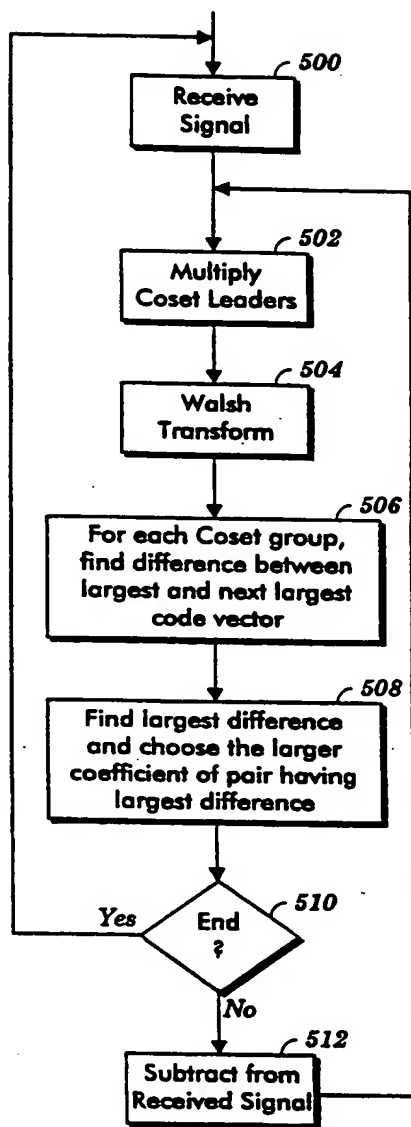 500
Receive
Signal
502
Multiply
Coset Leaders
504
Walsh
Transform
506
For each Coset group,
find difference between
largest and next largest
code vector
508
Find largest difference
and choose the larger
coefficient of pair having
largest difference
510
Yes
End
?
No
512
Subtract from
Received Signal